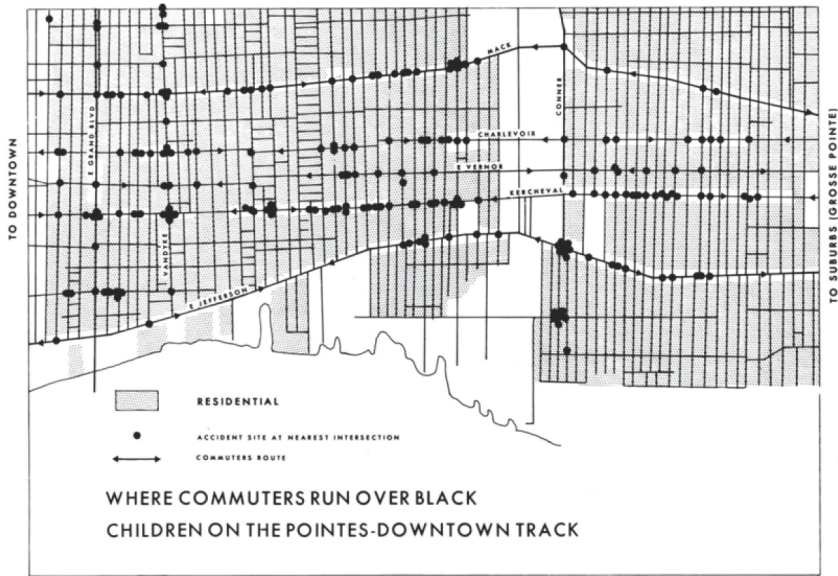 MACK
CONNER
CHARLEVOIX
E GRAND BLVD
E VERNOR
KERCHEVAL
TO DOWNTOWN
TO SUBURBS (GROSSE POINTE)
VANDYKE
E JEFFERSON
RESIDENTIAL
ACCIDENT SITE AT NEAREST INTERSECTION
COMMUTERS ROUTE
WHERE COMMUTERS RUN OVER BLACK
CHILDREN ON THE POINTES-DOWNTOWN TRACK